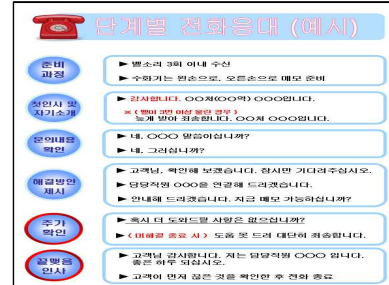 단계별 전화응대 (예시)
준비
과정
► 벨소리 3회 이내 수신
► 수화기는 왼손으로, 오른손으로 메모 준비
첫인사 및
자기소개
► 감사합니다. OO처(OO역) OOO입니다.
※ (벨이 3번 이상 울린 경우)
늦게 받아 죄송합니다. OO처 OOO입니다.
문의내용
확인
► 네, OOO 말씀이십니까?
► 네, 그러십니까?
해결방안
제시
► 고객님, 확인해 보겠습니다. 잠시만 기다려주십시오.
► 담당직원 OOO을 연결해 드리겠습니다.
► 안내해 드리겠습니다. 지금 메모 가능하십니까?
추가
확인
► 혹시 더 도와드릴 사항은 없으십니까?
► (미해결 종료 시) 도움 못 드려 대단히 죄송합니다.
끝맺음
인사
► 고객님 감사합니다. 저는 담당직원 OOO 입니다.
좋은 하루 되십시오.
► 고객이 먼저 끊은 것을 확인한 후 전화 종료